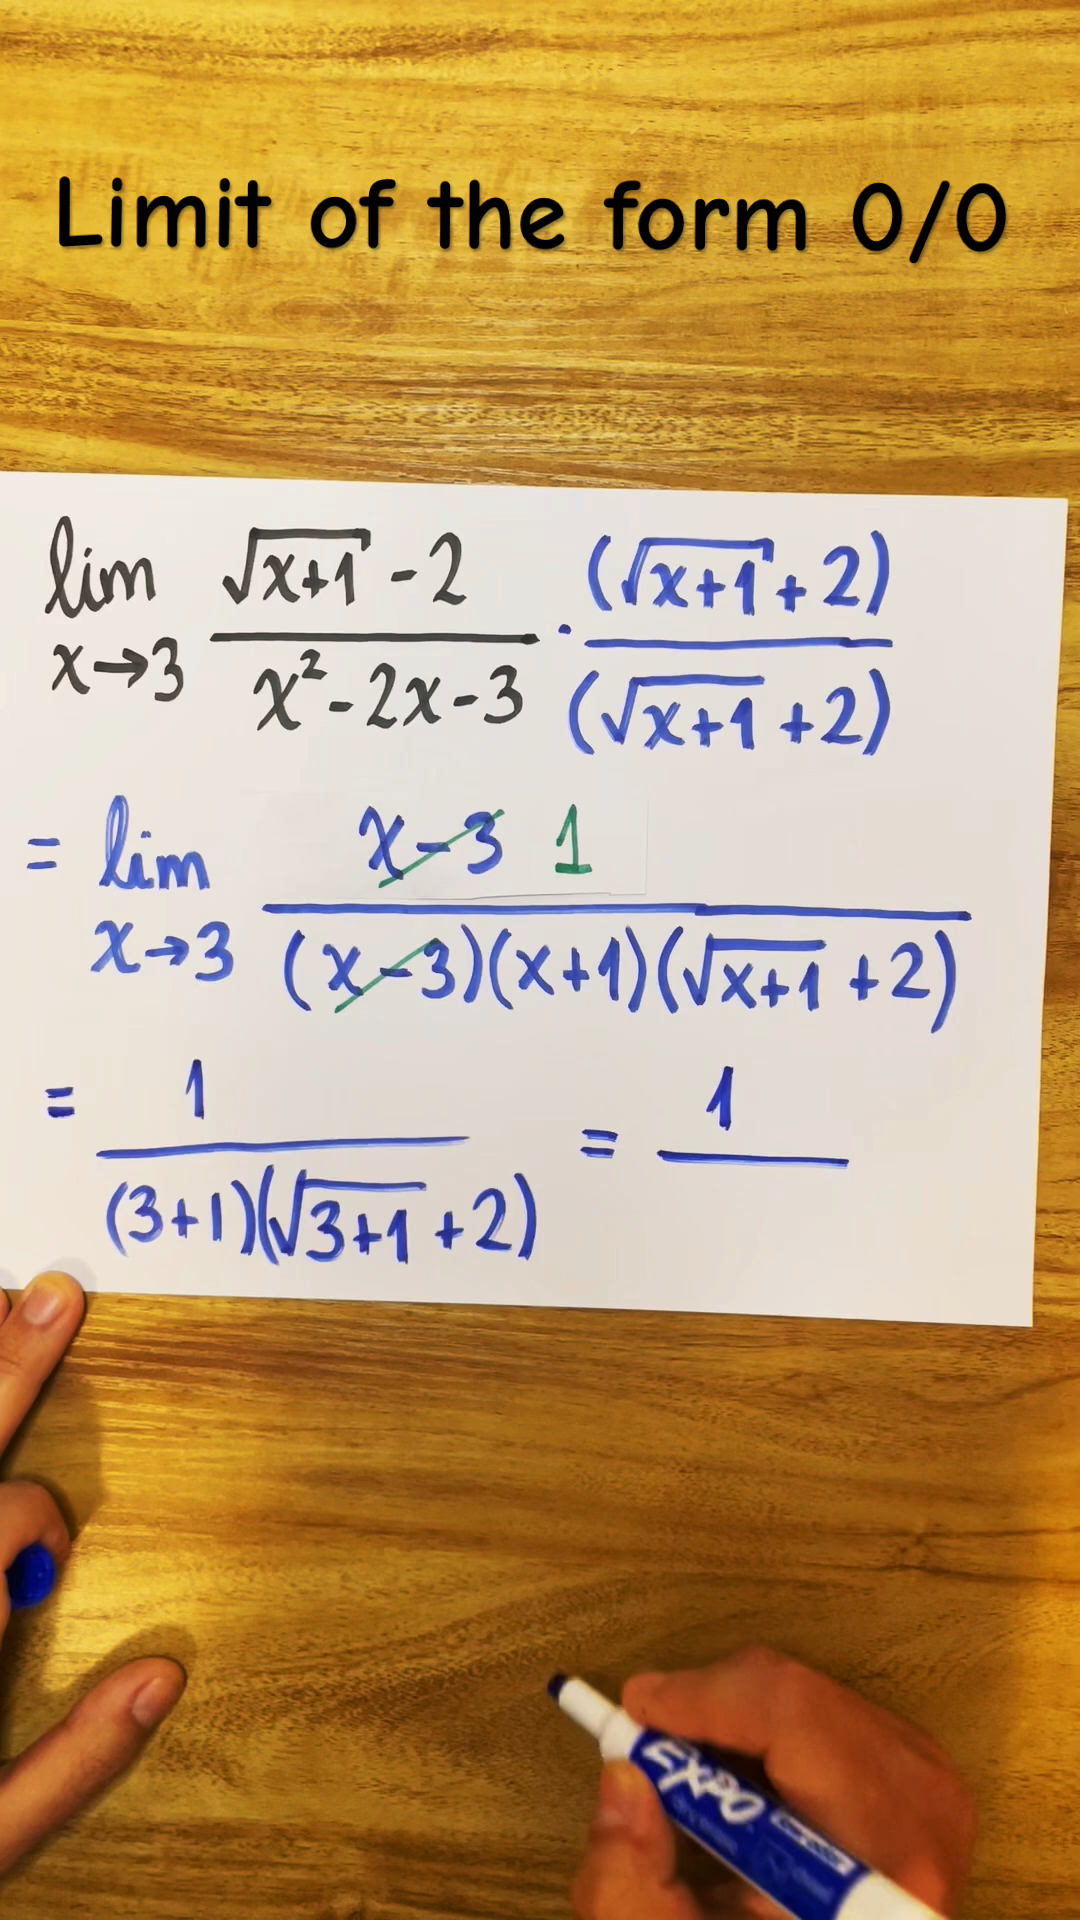 Limit of the form 0/0
lim x→3 (√(x+1) - 2)/(x² - 2x - 3) · (√(x+1) + 2)/(√(x+1) + 2)
= lim x→3 (x-3 1)/((x-3)(x+1)(√(x+1) + 2))
= 1/((3+1)(√(3+1) + 2)) = 1/
EXPO